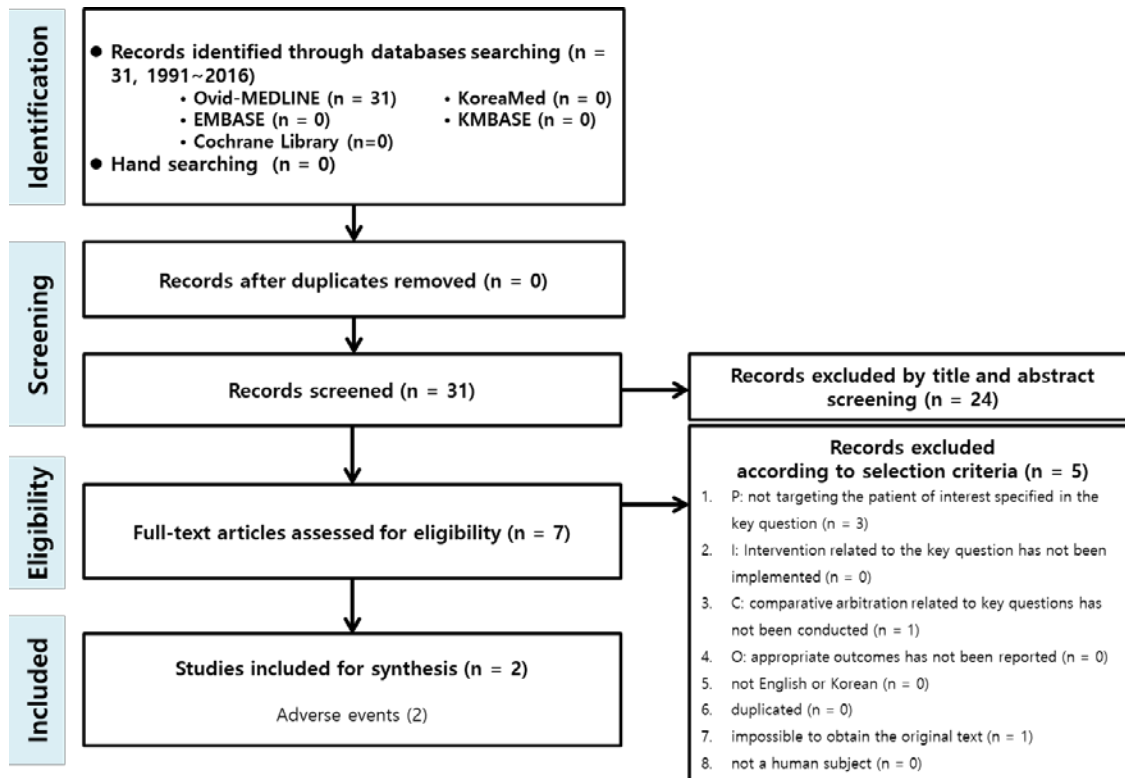 Identification
● Records identified through databases searching (n =
31, 1991~2016)
• Ovid-MEDLINE (n = 31) • KoreaMed (n = 0)
• EMBASE (n = 0) • KMBASE (n = 0)
• Cochrane Library (n=0)
● Hand searching (n = 0)
Screening
Records after duplicates removed (n = 0)
Records screened (n = 31)
Records excluded by title and abstract
screening (n = 24)
Eligibility
Full-text articles assessed for eligibility (n = 7)
Records excluded
according to selection criteria (n = 5)
1. P: not targeting the patient of interest specified in the
key question (n = 3)
2. I: Intervention related to the key question has not been
implemented (n = 0)
3. C: comparative arbitration related to key questions has
not been conducted (n = 1)
4. O: appropriate outcomes has not been reported (n = 0)
5. not English or Korean (n = 0)
6. duplicated (n = 0)
7. impossible to obtain the original text (n = 1)
8. not a human subject (n = 0)
Included
Studies included for synthesis (n = 2)
Adverse events (2)